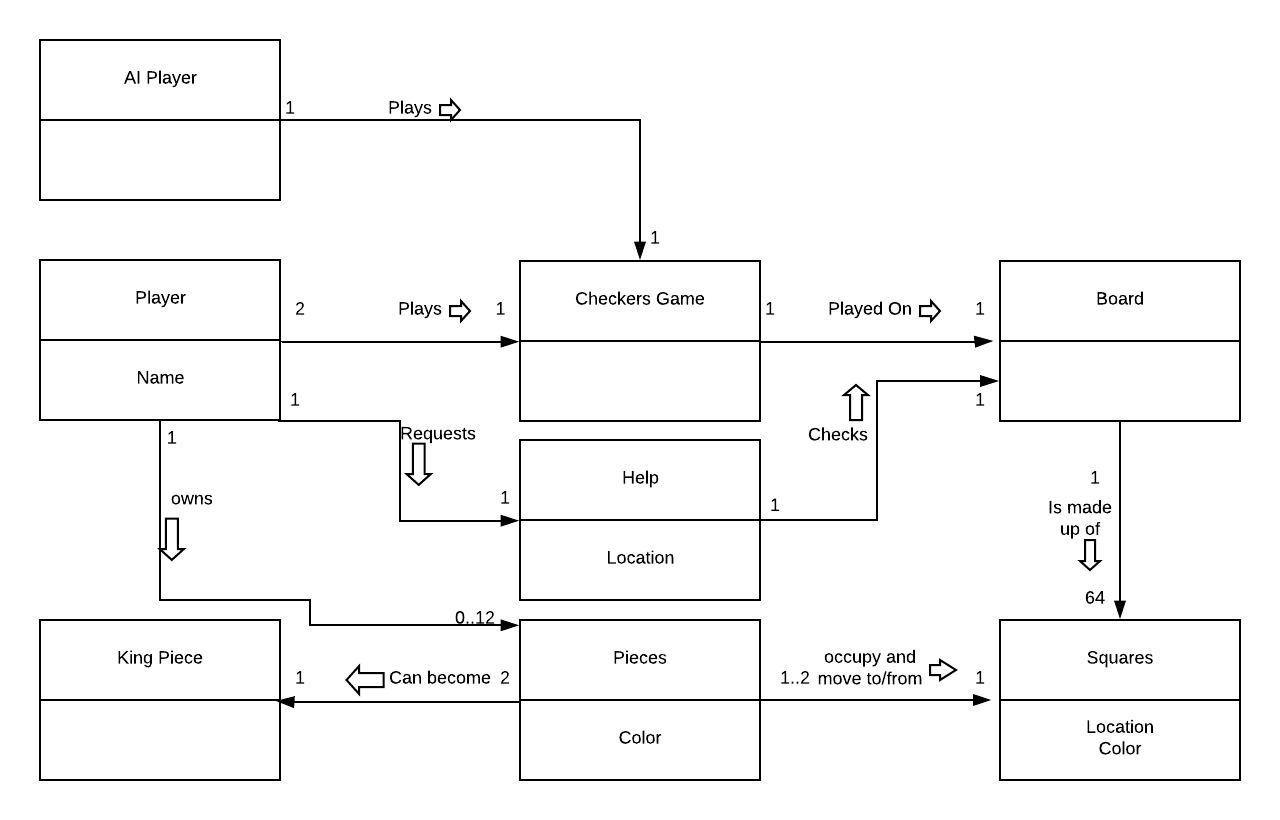 AI Player
1
Plays
1
Player
Name
2
Plays
1
Checkers Game
1
Played On
1
Board
1
Requests
1
Help
Location
1
Checks
1
1
owns
0..12
1
Is made
up of
64
King Piece
1
Can become
2
Pieces
Color
1..2
occupy and
move to/from
1
Squares
Location
Color